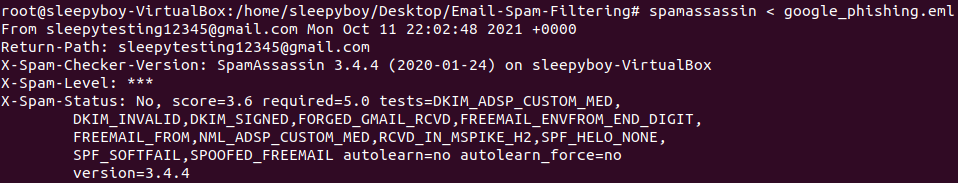 root@sleepyboy-VirtualBox:/home/sleepyboy/Desktop/Email-Spam-Filtering# spamassassin < google_phishing.eml
From sleepytesting12345@gmail.com Mon Oct 11 22:02:48 2021 +0000
Return-Path: sleepytesting12345@gmail.com
X-Spam-Checker-Version: SpamAssassin 3.4.4 (2020-01-24) on sleepyboy-VirtualBox
X-Spam-Level: ***
X-Spam-Status: No, score=3.6 required=5.0 tests=DKIM_ADSP_CUSTOM_MED,
DKIM_INVALID,DKIM_SIGNED,FORGED_GMAIL_RCVD,FREEMAIL_ENVFROM_END_DIGIT,
FREEMAIL_FROM,NML_ADSP_CUSTOM_MED,RCVD_IN_MSPIKE_H2,SPF_HELO_NONE,
SPF_SOFTFAIL,SPOOFED_FREEMAIL autolearn=no autolearn_force=no
version=3.4.4